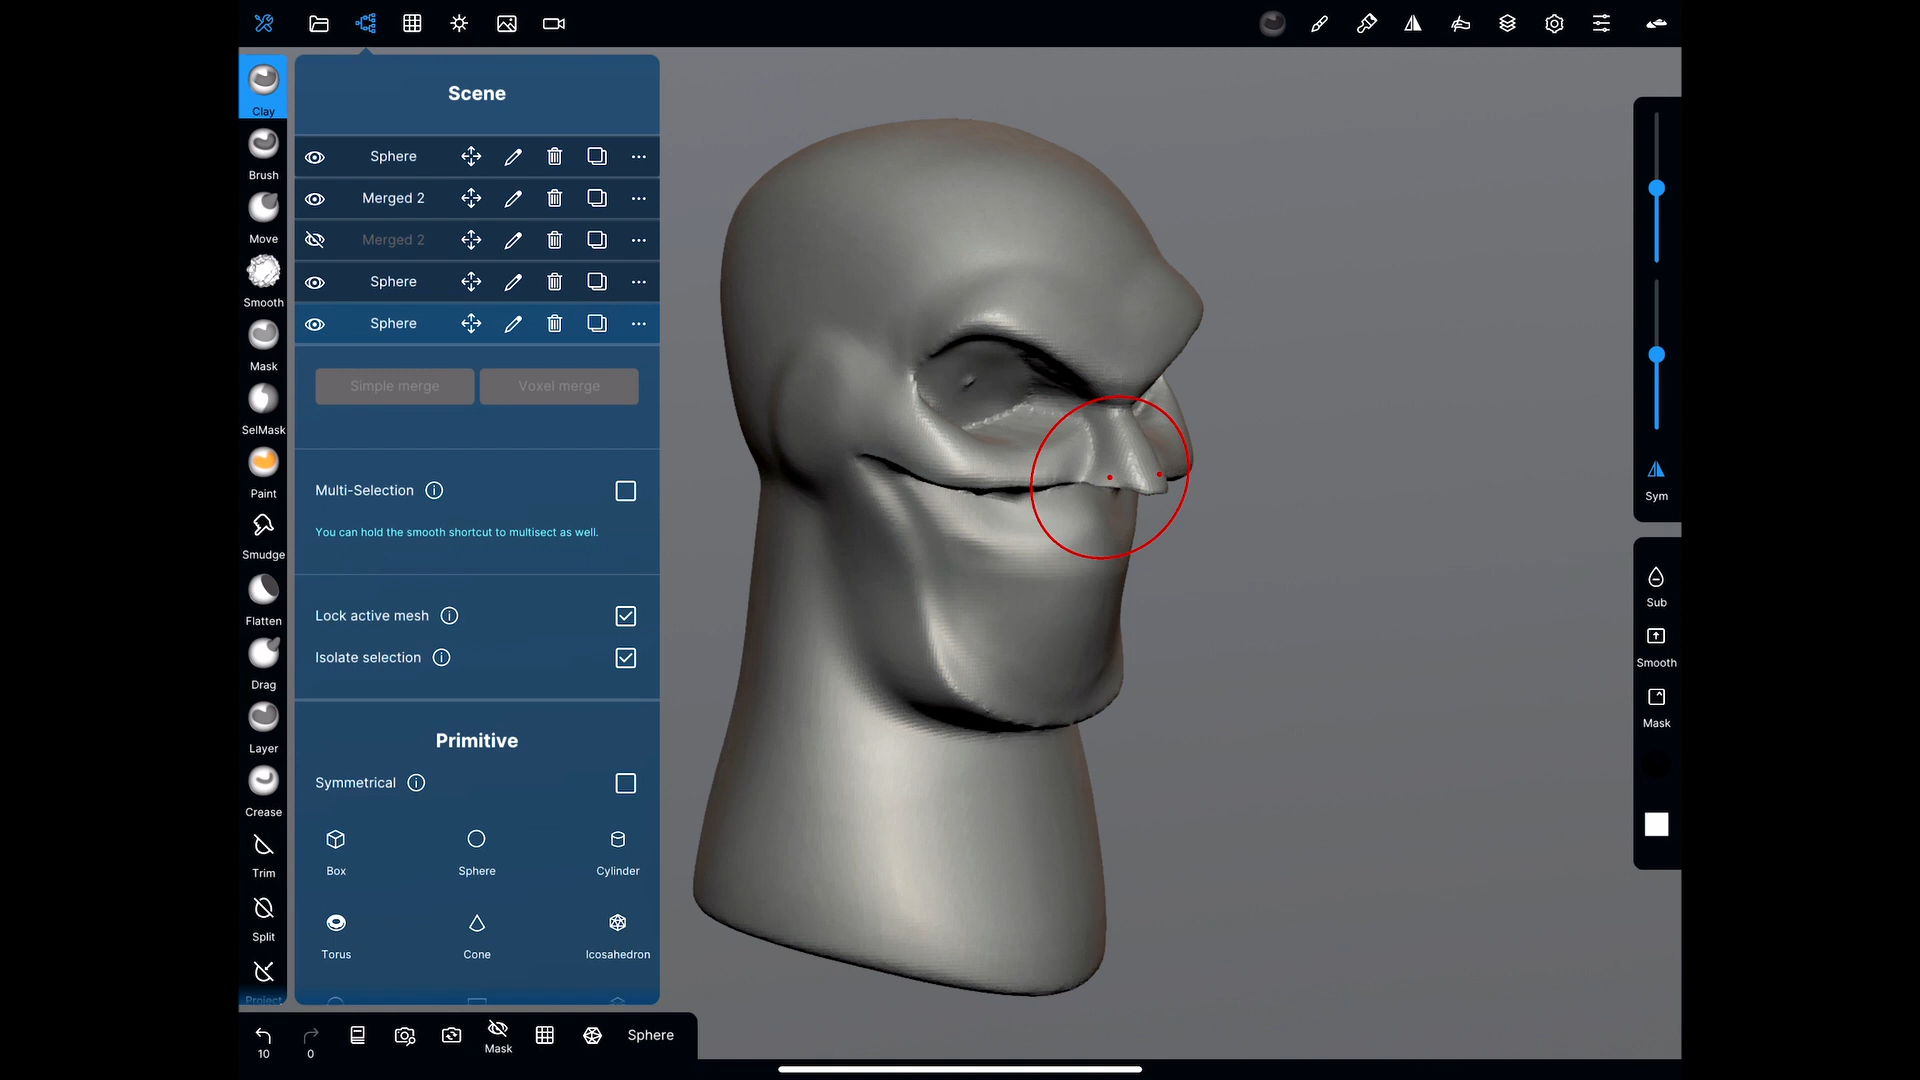 Scene
Clay
Sphere
Brush
Merged 2
Move
Merged 2
Smooth
Sphere
Sphere
Mask
Simple merge
Voxel merge
SelMask
Multi-Selection
Paint
Sym
You can hold the smooth shortcut to multisect as well.
Smudge
Sub
Lock active mesh
Flatten
Isolate selection
Smooth
Drag
Mask
Primitive
Layer
Symmetrical
Crease
Box
Sphere
Cylinder
Trim
Split
Torus
Cone
Icosahedron
Project
Sphere
Mask
10
0